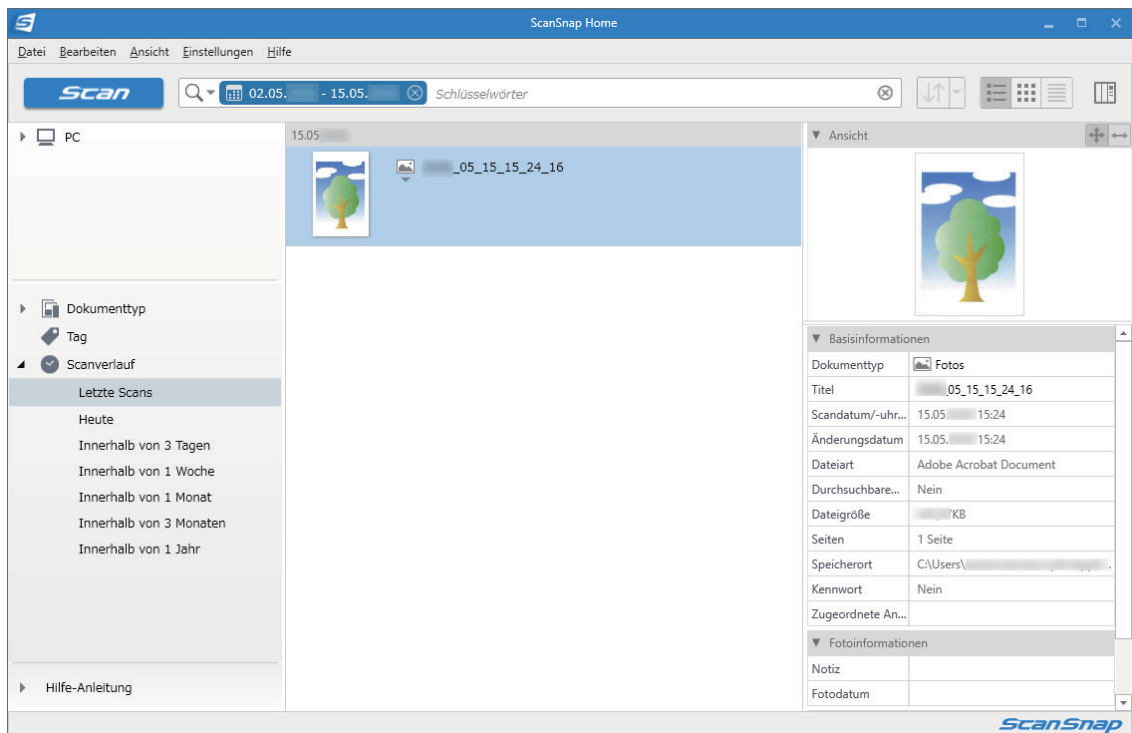 ScanSnap Home
Datei Bearbeiten Ansicht Einstellungen Hilfe
Scan
02.05. - 15.05. Schlüsselwörter
PC
Dokumenttyp
Tag
Scanverlauf
Letzte Scans
Heute
Innerhalb von 3 Tagen
Innerhalb von 1 Woche
Innerhalb von 1 Monat
Innerhalb von 3 Monaten
Innerhalb von 1 Jahr
Hilfe-Anleitung
15.05
_05_15_15_24_16
Ansicht
Basisinformationen
Dokumenttyp Fotos
Titel _05_15_15_24_16
Scandatum/-uhr... 15.05 15:24
Änderungsdatum 15.05. 15:24
Dateiart Adobe Acrobat Document
Durchsuchbare... Nein
Dateigröße KB
Seiten 1 Seite
Speicherort C:\Users\
Kennwort Nein
Zugeordnete An...
Fotoinformationen
Notiz
Fotodatum
ScanSnap